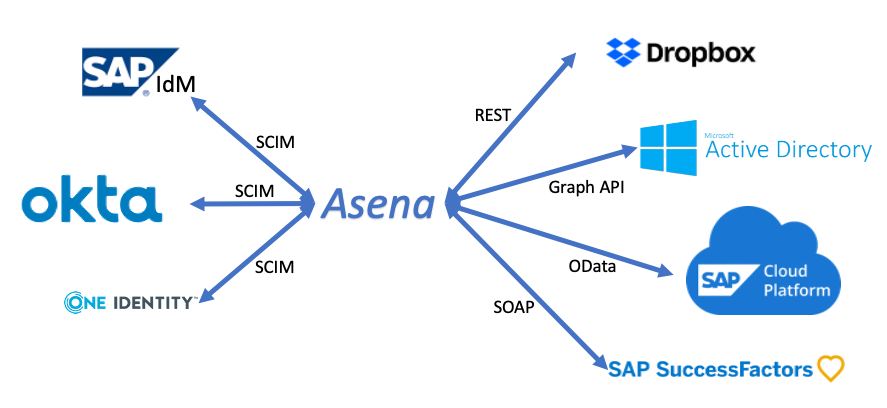 SAP IdM
SCIM
okta
SCIM
ONE IDENTITY
SCIM
Asena
REST
Dropbox
Graph API
Microsoft
Active Directory
OData
SAP Cloud
Platform
SOAP
SAP SuccessFactors